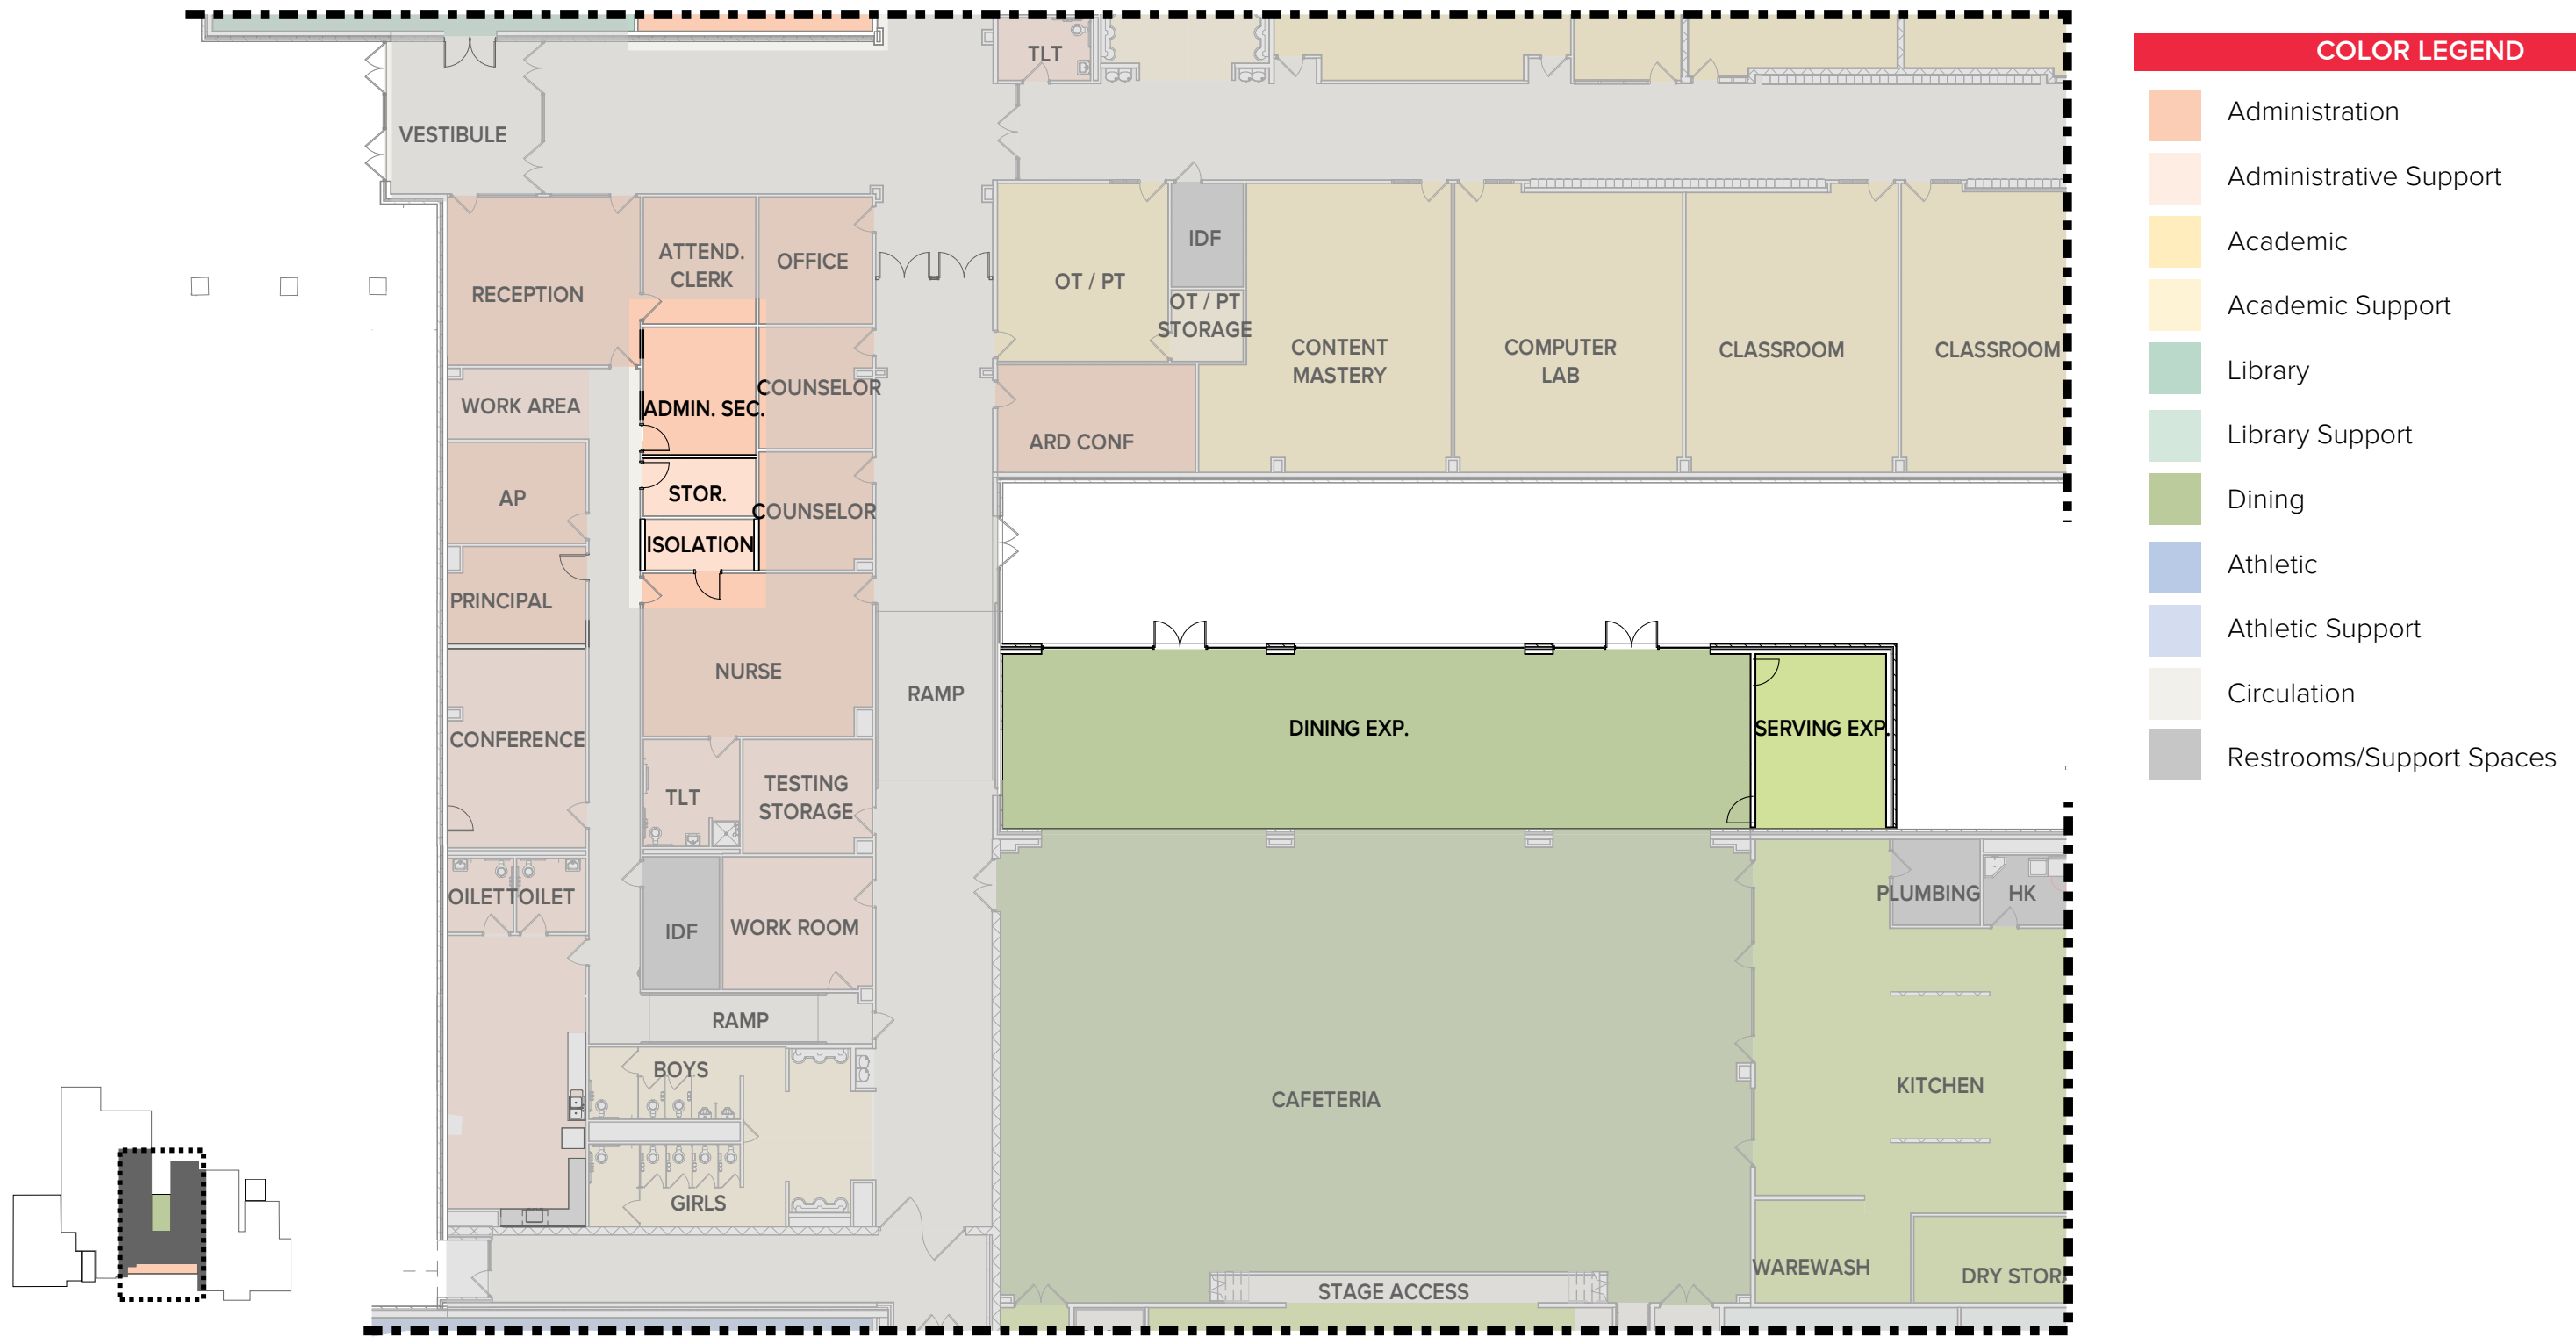 COLOR LEGEND
Administration
Administrative Support
Academic
Academic Support
Library
Library Support
Dining
Athletic
Athletic Support
Circulation
Restrooms/Support Spaces
TLT
VESTIBULE
RECEPTION
ATTEND.
CLERK
OFFICE
OT / PT
IDF
OT / PT
STORAGE
CONTENT
MASTERY
COMPUTER
LAB
CLASSROOM
CLASSROOM
WORK AREA
ADMIN. SEC.
COUNSELOR
ARD CONF
AP
STOR.
COUNSELOR
ISOLATION
PRINCIPAL
NURSE
RAMP
CONFERENCE
DINING EXP.
SERVING EXP.
TLT
TESTING
STORAGE
OILET
TOILET
IDF
WORK ROOM
PLUMBING
HK
RAMP
BOYS
CAFETERIA
KITCHEN
GIRLS
WAREWASH
DRY STORA
STAGE ACCESS